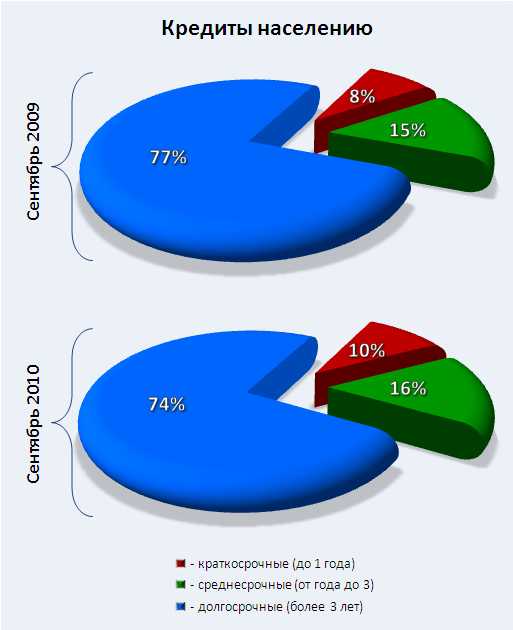 Кредиты населению
Сентябрь 2009
8%
15%
77%
Сентябрь 2010
10%
16%
74%
- краткосрочные (до 1 года)
- среднесрочные (от года до 3)
- долгосрочные (более 3 лет)